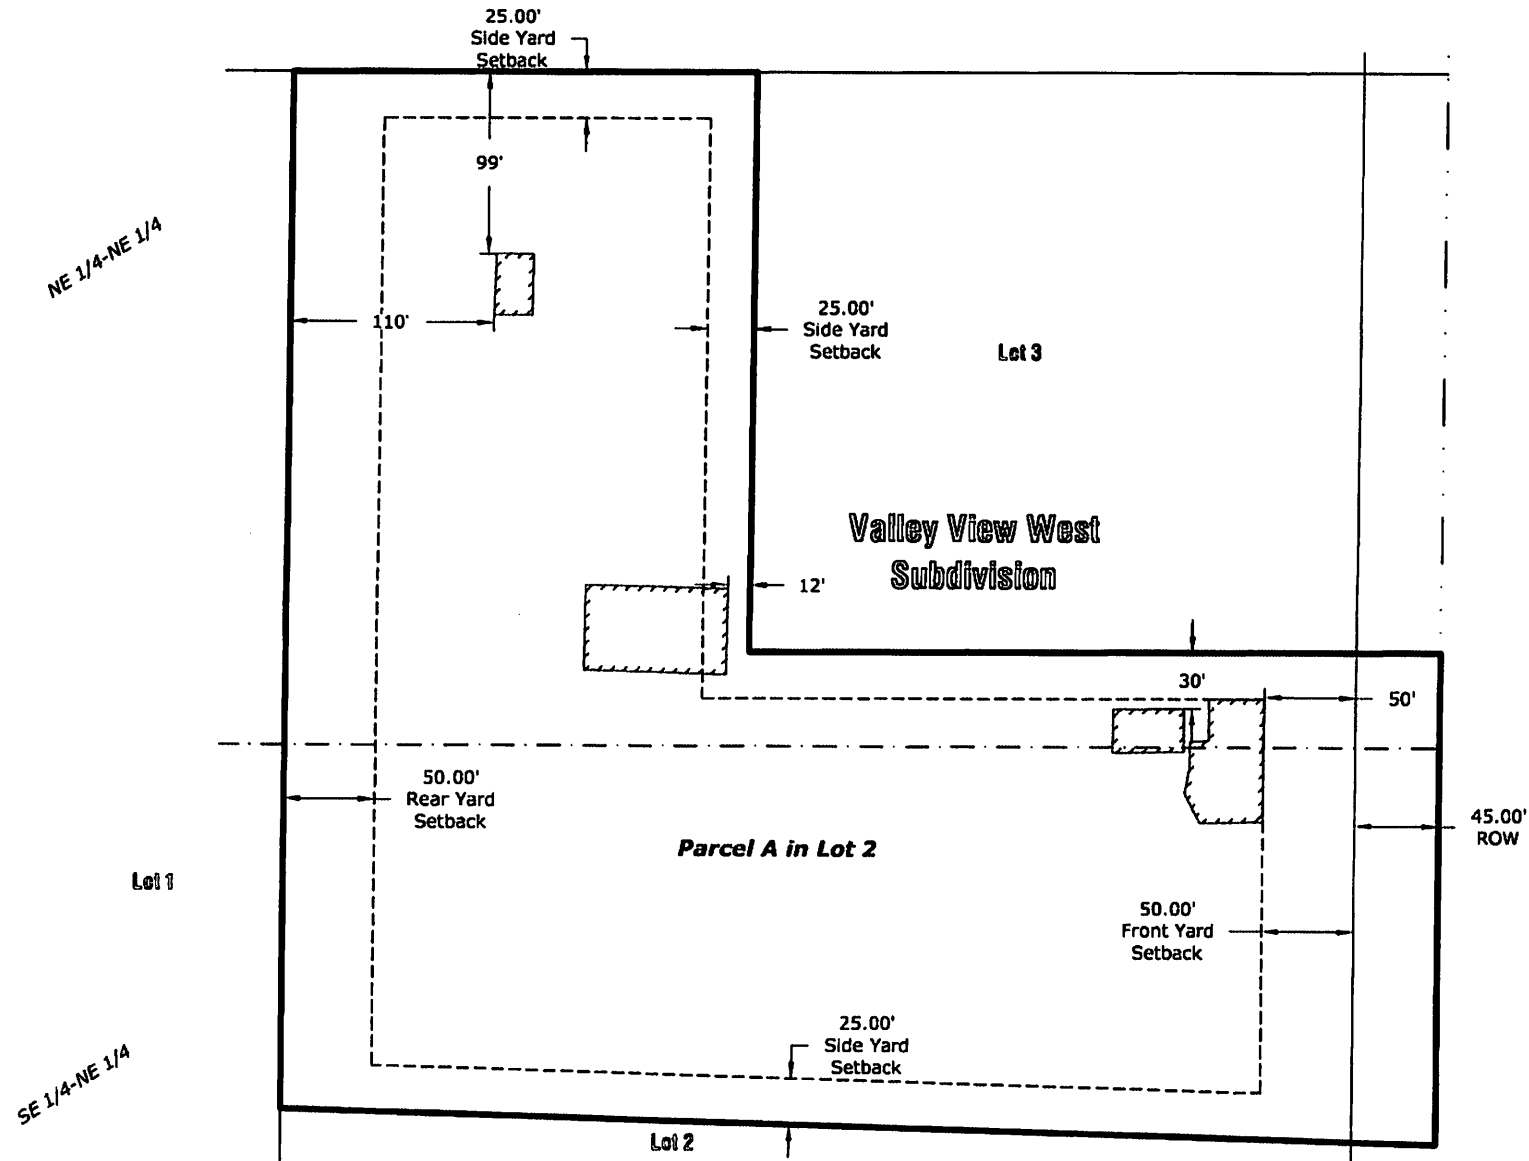 25.00'
Side Yard
Setback
99'
NE 1/4-NE 1/4
110'
25.00'
Side Yard
Setback
Lot 3
Valley View West
Subdivision
12'
30'
50'
50.00'
Rear Yard
Setback
45.00'
ROW
Parcel A in Lot 2
Lot 1
50.00'
Front Yard
Setback
25.00'
Side Yard
Setback
SE 1/4-NE 1/4
Lot 2